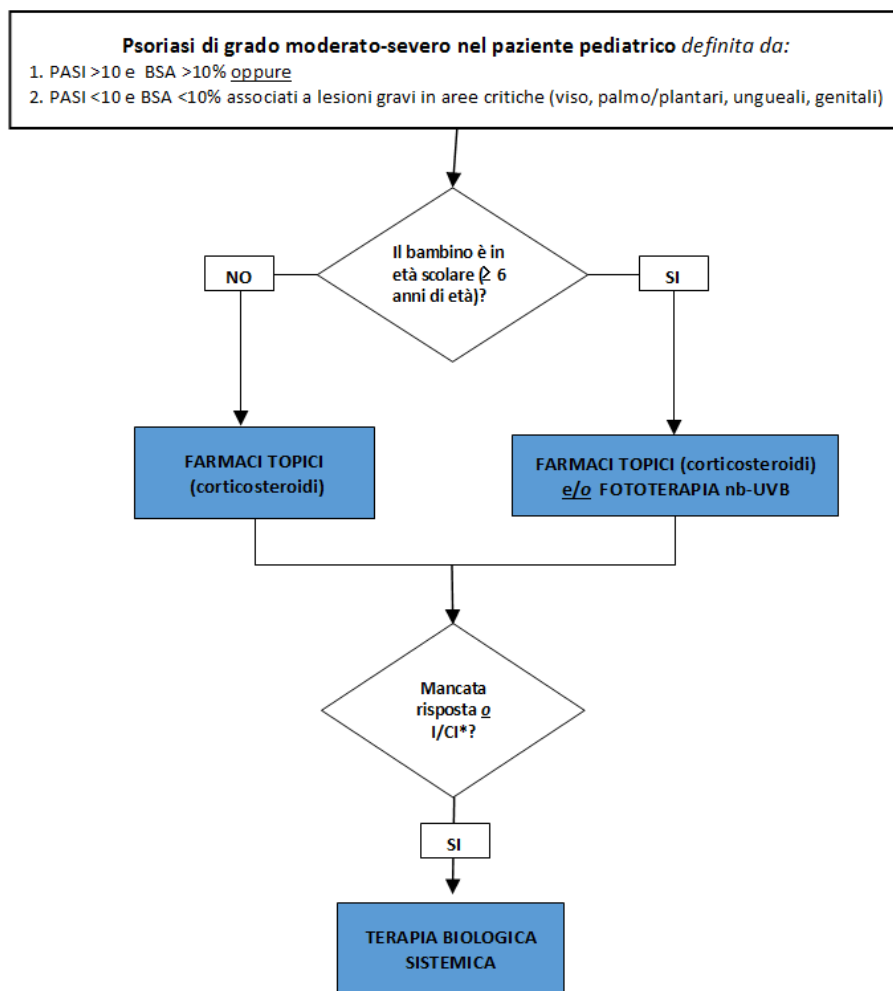 Psoriasi di grado moderato-severo nel paziente pediatrico definita da:
1. PASI >10 e BSA >10% oppure
2. PASI <10 e BSA <10% associati a lesioni gravi in aree critiche (viso, palmo/plantari, ungueali, genitali)
Il bambino è in
età scolare (≥ 6
anni di età)?
NO
SI
FARMACI TOPICI
(corticosteroidi)
FARMACI TOPICI (corticosteroidi)
e/o FOTOTERAPIA nb-UVB
Mancata
risposta o
I/CI*?
SI
TERAPIA BIOLOGICA
SISTEMICA